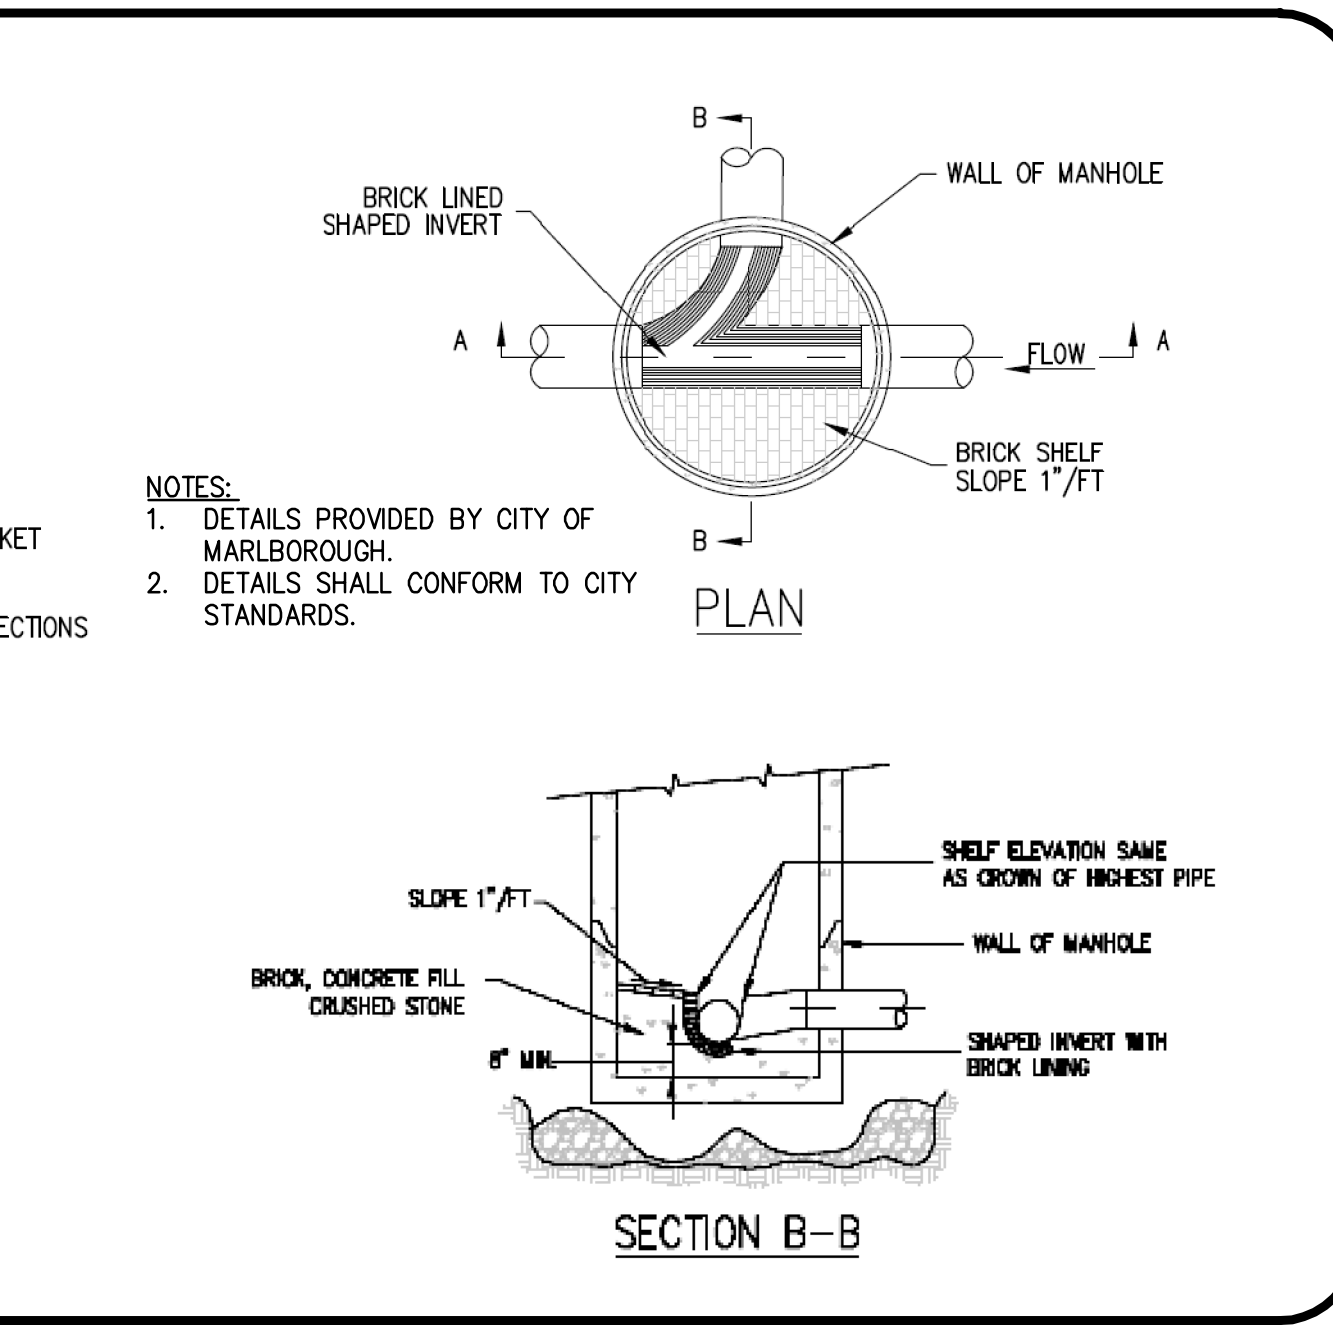 B
WALL OF MANHOLE
BRICK LINED
SHAPED INVERT
A
FLOW
A
BRICK SHELF
SLOPE 1"/FT
B
PLAN
KET
ECTIONS
NOTES:
1. DETAILS PROVIDED BY CITY OF
MARLBOROUGH.
2. DETAILS SHALL CONFORM TO CITY
STANDARDS.
SHELF ELEVATION SAME
AS CROWN OF HIGHEST PIPE
SLOPE 1"/FT
WALL OF MANHOLE
BRICK, CONCRETE FILL
CRUSHED STONE
MIN.
SHAPED INVERT WITH
BRICK LINING
SECTION B-B